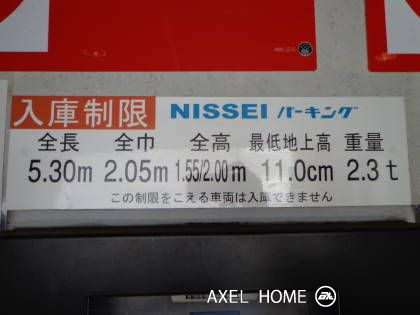 入庫制限 NISSEI パーキング
全長 全巾 全高 最低地上高 重量
5.30m 2.05m 1.55/2.00m 11.0cm 2.3t
この制限をこえる車両は入庫できません
AXEL HOME